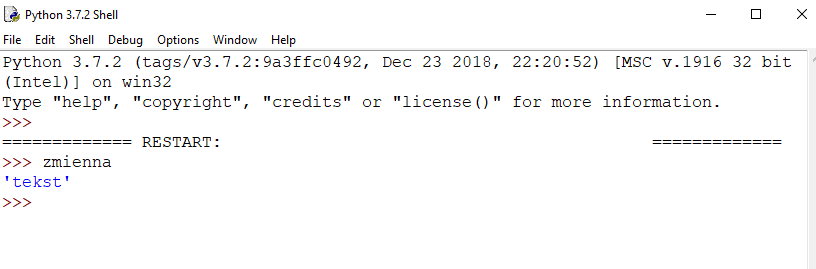 Python 3.7.2 Shell
File Edit Shell Debug Options Window Help
Python 3.7.2 (tags/v3.7.2:9a3ffc0492, Dec 23 2018, 22:20:52) [MSC v.1916 32 bit
(Intel)] on win32
Type "help", "copyright", "credits" or "license()" for more information.
>>>
============= RESTART: =============
>>> zmienna
'tekst'
>>>